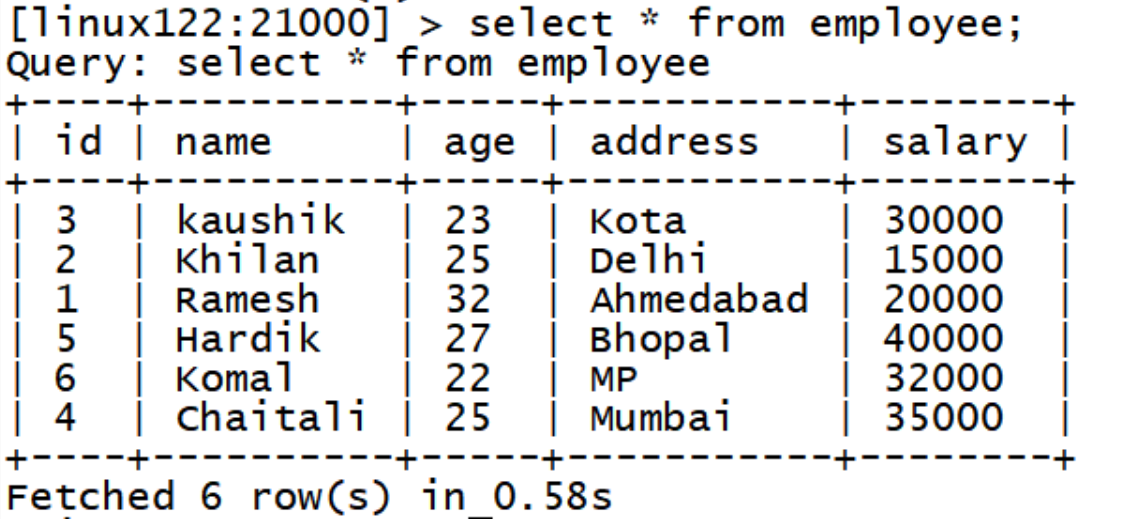 [linux122:21000] > select * from employee;
Query: select * from employee
+----+----------+-----+-----------+--------+
| id | name     | age | address   | salary |
+----+----------+-----+-----------+--------+
| 3  | kaushik  | 23  | Kota      | 30000  |
| 2  | Khilan   | 25  | Delhi     | 15000  |
| 1  | Ramesh   | 32  | Ahmedabad | 20000  |
| 5  | Hardik   | 27  | Bhopal    | 40000  |
| 6  | Komal    | 22  | MP        | 32000  |
| 4  | Chaitali | 25  | Mumbai    | 35000  |
+----+----------+-----+-----------+--------+
Fetched 6 row(s) in 0.58s